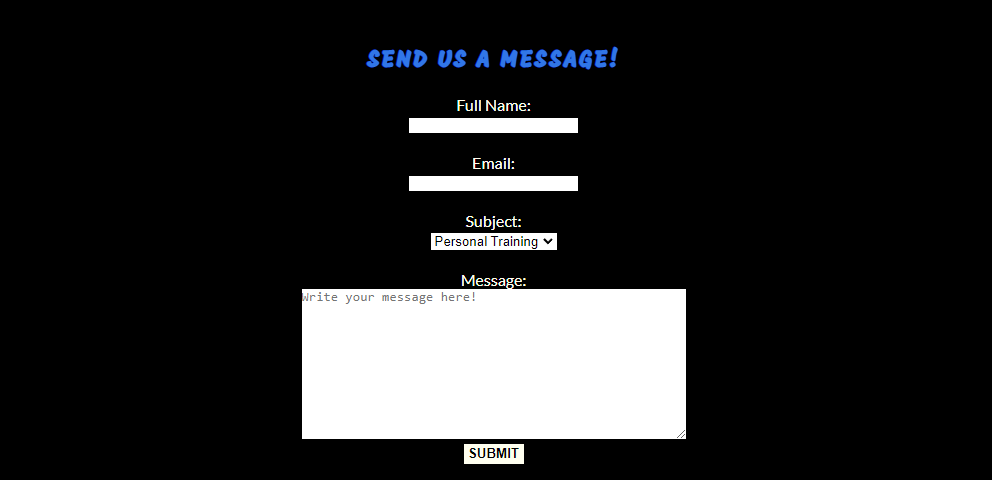 SEND US A MESSAGE!
Full Name:
Email:
Subject:
Personal Training
Message:
Write your message here!
SUBMIT